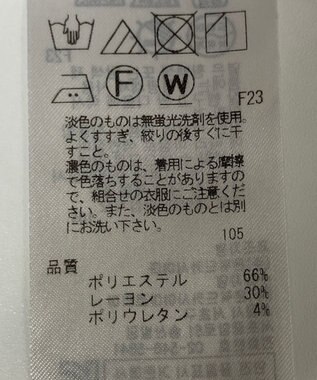 F W
F23
淡色のものは無蛍光洗剤を使用。
よくすすぎ、絞りの後すぐに干
すこと。
濃色のものは、着用による摩擦
で色落ちすることがありますの
で、組合せの衣服にご注意くださ
い。また、淡色のものとは別
にお洗い下さい。
105
品質
ポリエステル 66%
レーヨン 30%
ポリウレタン 4%